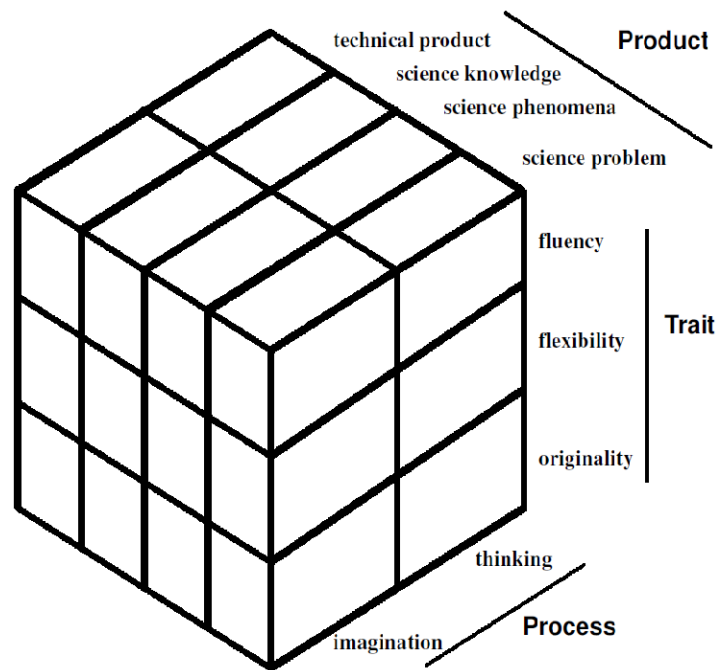 technical product
Product
science knowledge
science phenomena
science problem
fluency
flexibility
Trait
originality
thinking
Process
imagination